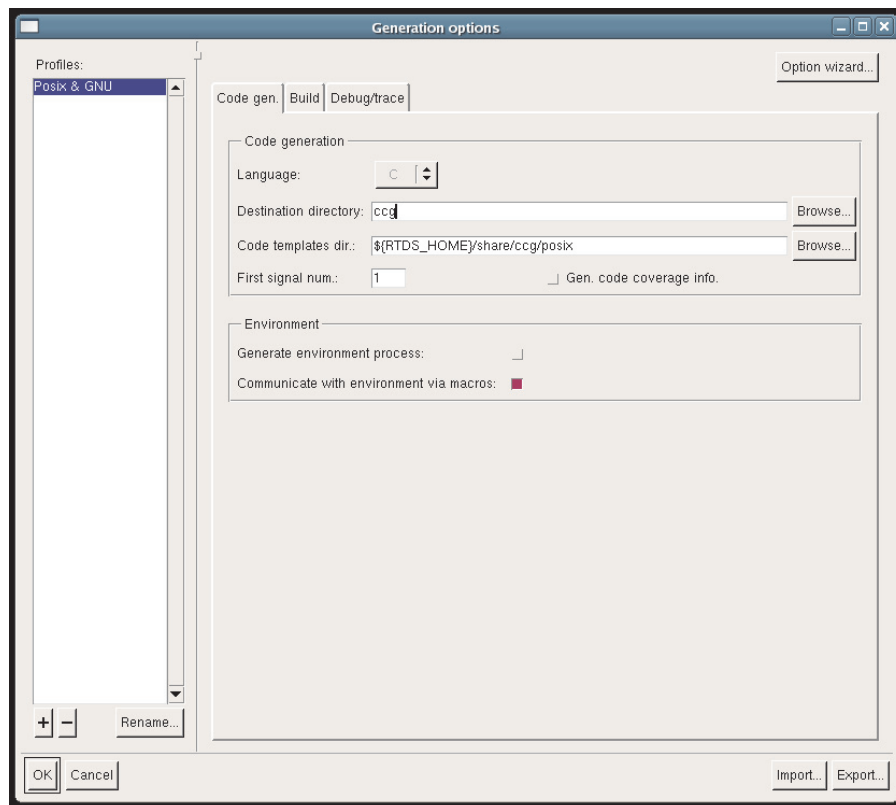 Generation options
Profiles:
Posix & GNU
Option wizard...
Code gen. Build Debug/trace
Code generation
Language: C
Destination directory: ccg Browse...
Code templates dir.: ${RTDS_HOME}/share/ccg/posix Browse...
First signal num.: 1 Gen. code coverage info.
Environment
Generate environment process:
Communicate with environment via macros:
+ − Rename...
OK Cancel Import... Export...